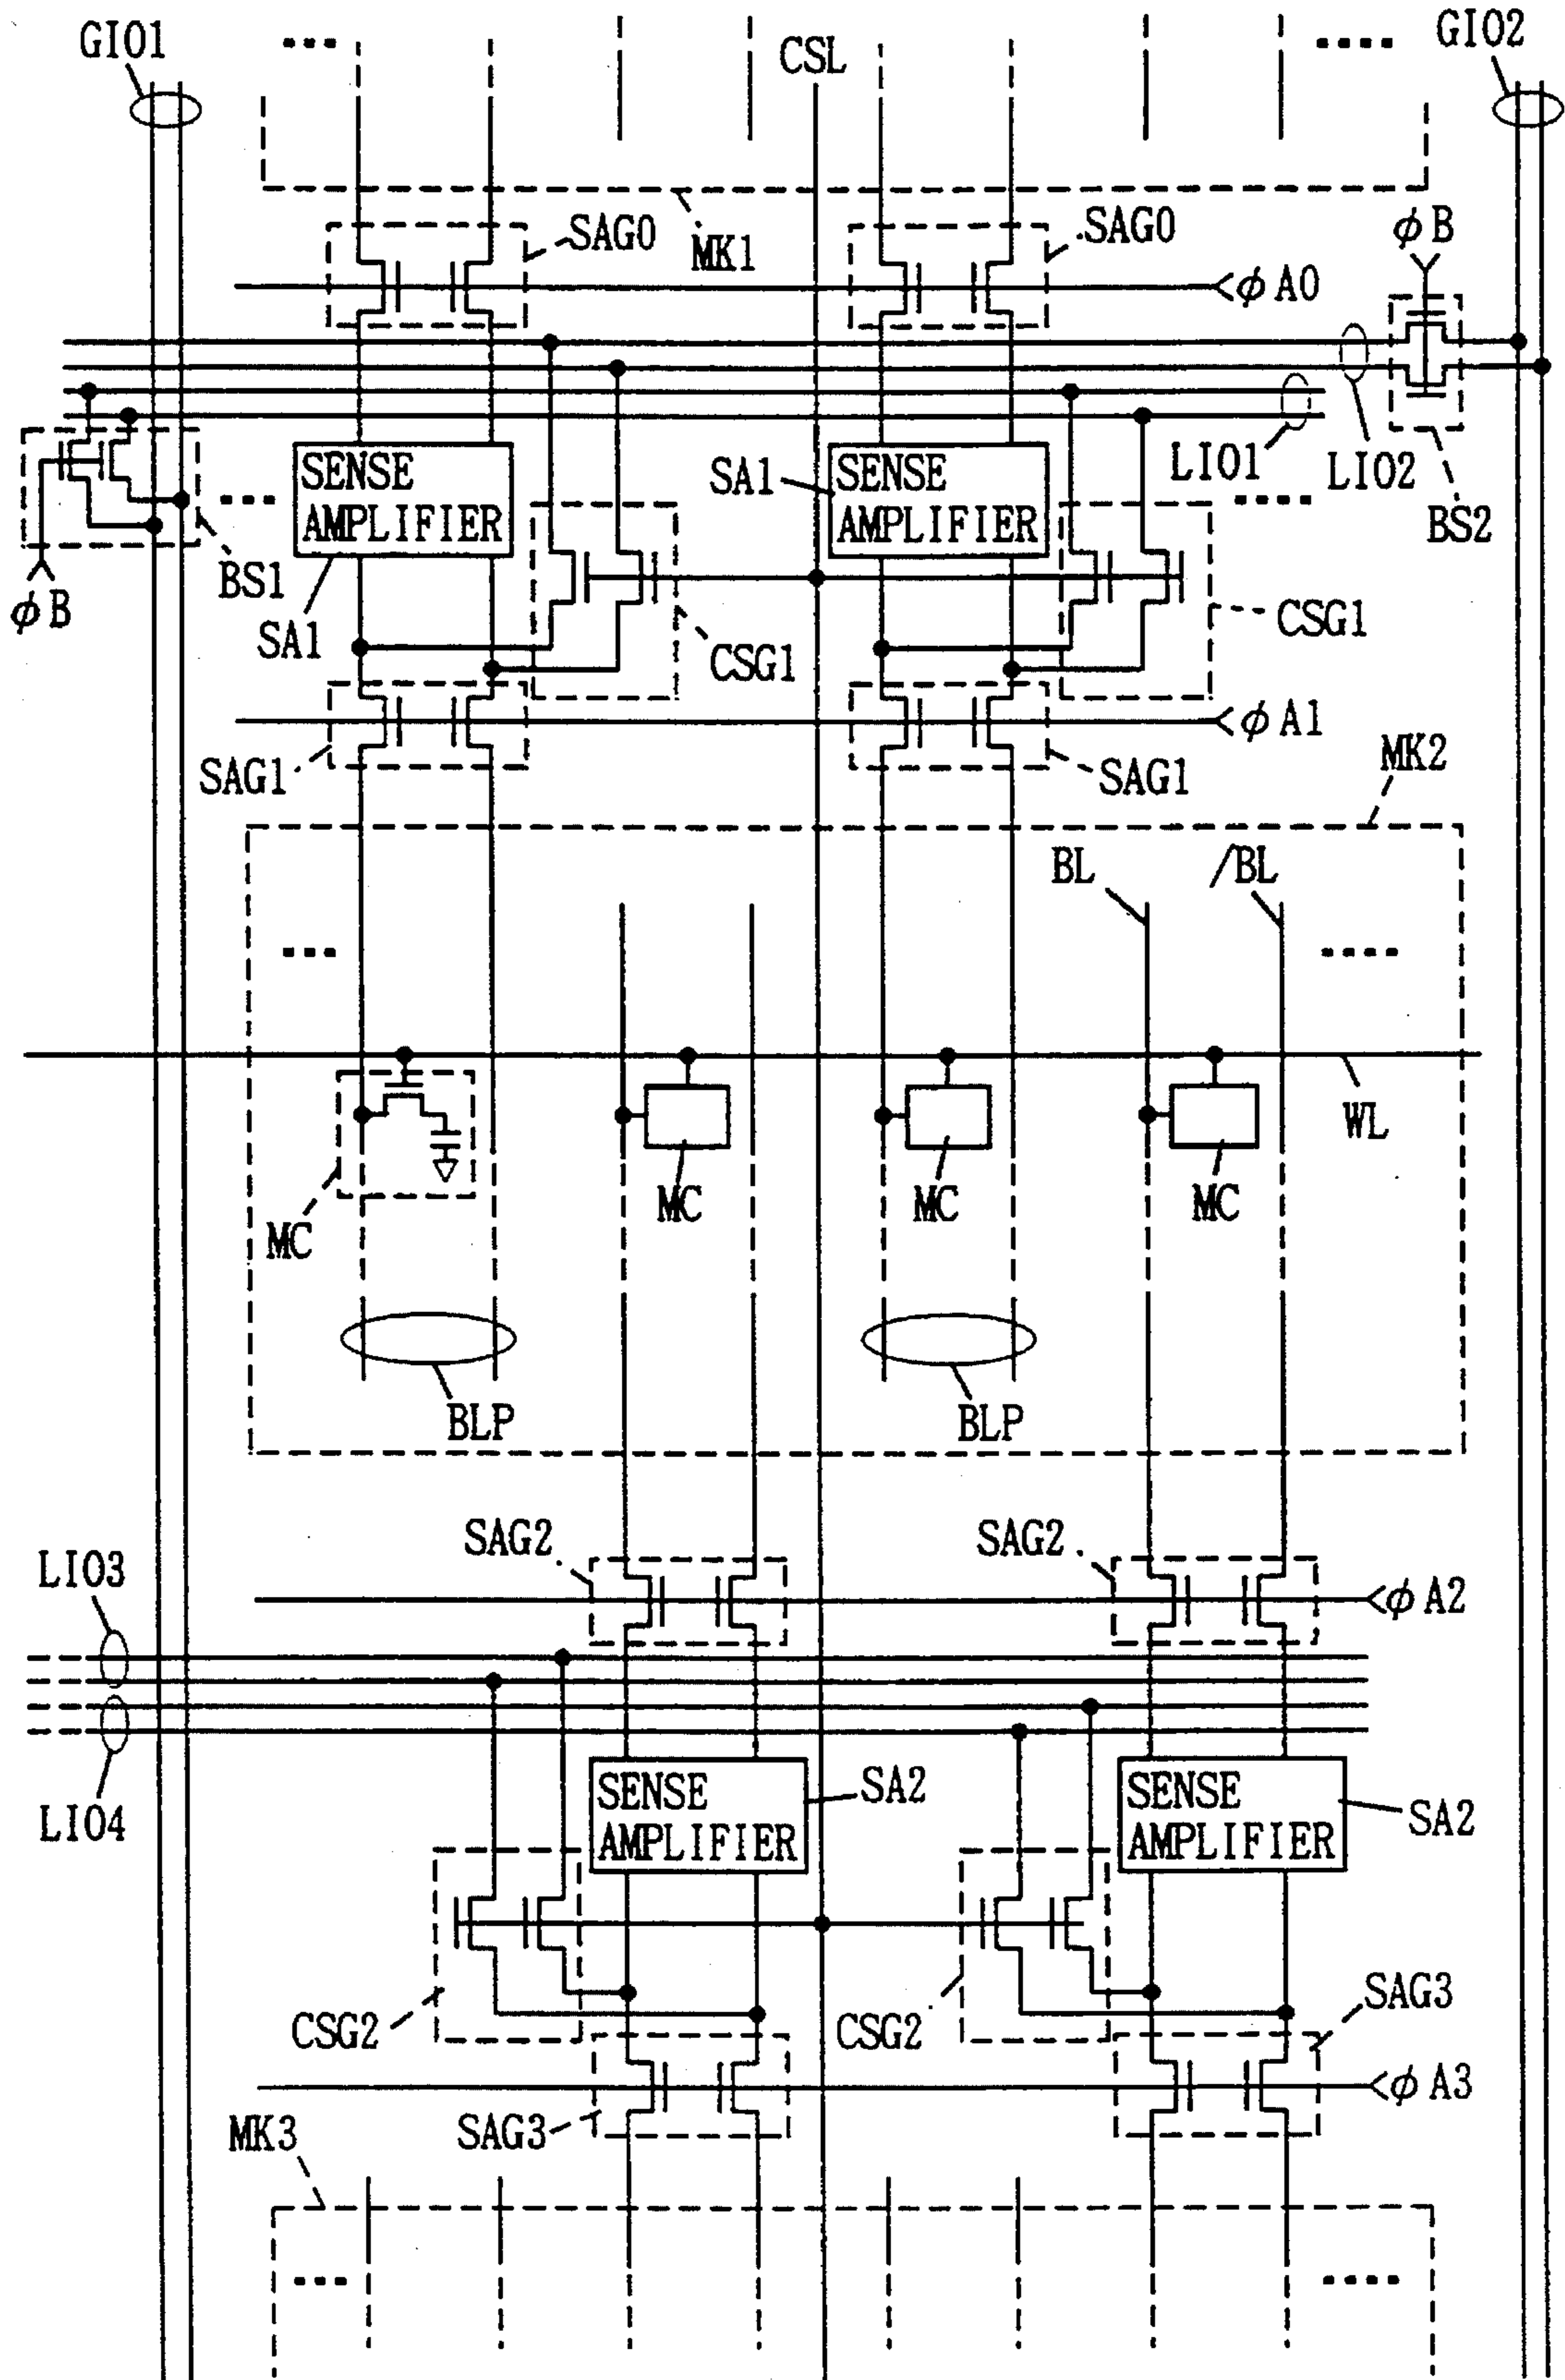 GIO1
CSL
GIO2
SAG0
MK1
SAG0
φB
φA0
SENSE
AMPLIFIER
SA1
SENSE
AMPLIFIER
LIO1
LIO2
BS2
φB
BS1
SA1
CSG1
CSG1
φA1
SAG1
SAG1
MK2
BL
/BL
WL
MC
MC
MC
MC
BLP
BLP
SAG2
SAG2
LIO3
φA2
LIO4
SENSE
AMPLIFIER
SA2
SENSE
AMPLIFIER
SA2
CSG2
CSG2
SAG3
φA3
MK3
SAG3